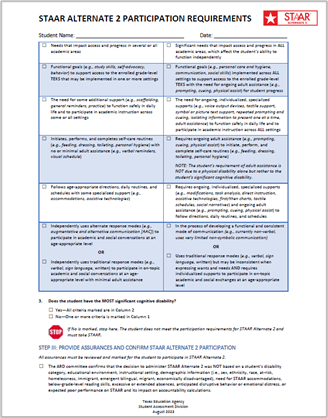 STAAR ALTERNATE 2 PARTICIPATION REQUIREMENTS
STAAR
ALTERNATE 2
Student Name:
Date:
Needs that impact access and progress in several or all
academic areas
Significant needs that impact access and progress in ALL
academic areas, which affect the student's ability to
function independently
Functional goals (e.g., study skills, self-advocacy,
behavior) to support access to the enrolled grade-level
TEKS that may be implemented in one or more settings
Functional goals (e.g., personal care and hygiene,
communication, social skills) implemented across ALL
settings to support access to the enrolled grade-level
TEKS with the need for ongoing adult assistance (e.g.,
prompting, cueing, physical assist) for student progress
The need for some additional support (e.g., scaffolding,
general reminders, practice) to function safely in daily
life and to participate in academic instruction across
some or all settings
The need for ongoing, individualized, specialized
supports (e.g., voice output devices, tactile support,
symbol or picture text support, repeated prompting and
cueing, isolating information to present one at a time,
adult assistance) to function safely in daily life and to
participate in academic instruction across ALL settings
Initiates, performs, and completes self-care routines
(e.g., feeding, dressing, toileting, personal hygiene) with
no or minimal adult assistance (e.g., verbal reminders,
visual schedule)
Requires ongoing adult assistance (e.g., prompting,
cueing, physical assist) to initiate, perform, and
complete self-care routines (e.g., feeding, dressing,
toileting, personal hygiene)
NOTE: The student's requirement of adult assistance is
NOT due to a physical disability alone but rather to the
student's significant cognitive disability.
Follows age-appropriate directions, daily routines, and
schedules with some specialized support (e.g.,
accommodations, assistive technologies).
Requires ongoing, individualized, specialized supports
(e.g., modifications, task analysis, direct instruction,
assistive technologies, first/then charts, tactile
schedules, social narratives) and ongoing adult
assistance (e.g., prompting, cueing, physical assist) to
follow directions, daily routines, and schedules
Independently uses alternate response modes (e.g.,
augmentative and alternative communication [AAC]) to
participate in academic and social conversations at an
age-appropriate level
OR
Independently uses traditional response modes (e.g.,
verbal, sign language, written) to participate in on-topic
academic and social conversations at an age-
appropriate level with minimal adult assistance
In the process of developing a functional and consistent
mode of communication (e.g., currently non-verbal,
uses very limited non-symbolic communication)
OR
Uses traditional response modes (e.g., verbal, sign
language, written) but may be inconsistent when
expressing wants and needs AND requires
individualized supports to participate in on-topic
academic and social exchanges at an age-appropriate
level
3. Does the student have the MOST significant cognitive disability?
Yes—All criteria marked are in Column 2
No—One or more criteria is marked in Column 1
STOP
If No is marked, stop here. The student does not meet the participation requirements for STAAR Alternate 2 and
must take STAAR.
STEP III: PROVIDE ASSURANCES AND CONFIRM STAAR ALTERNATE 2 PARTICIPATION
All assurances must be reviewed and marked for the student to participate in STAAR Alternate 2.
The ARD committee affirms that the decision to administer STAAR Alternate 2 was NOT based on a student's disability
category, educational environment, instructional setting, demographic information (i.e., sex, ethnicity, race, at-risk,
homelessness, immigrant, emergent bilingual, migrant, economically disadvantaged), need for STAAR accommodations,
below-grade-level reading skills, excessive or extended absences, anticipated disruptive behavior or emotional distress, or
expected poor performance on STAAR and its impact on accountability calculations.
Texas Education Agency
Student Assessment Division
August 2023